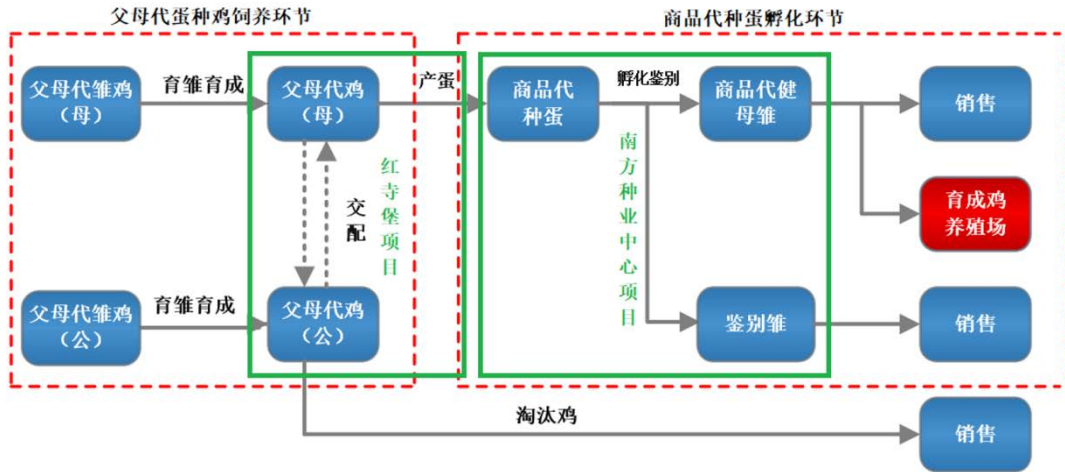 父母代蛋种鸡饲养环节
商品代种蛋孵化环节
父母代雏鸡
（母）
育雏育成
父母代鸡
（母）
产蛋
商品代
种蛋
孵化鉴别
商品代健
母雏
销售
交配
红寺堡项目
南方种业中心项目
育成鸡
养殖场
父母代雏鸡
（公）
育雏育成
父母代鸡
（公）
鉴别雏
销售
淘汰鸡
销售